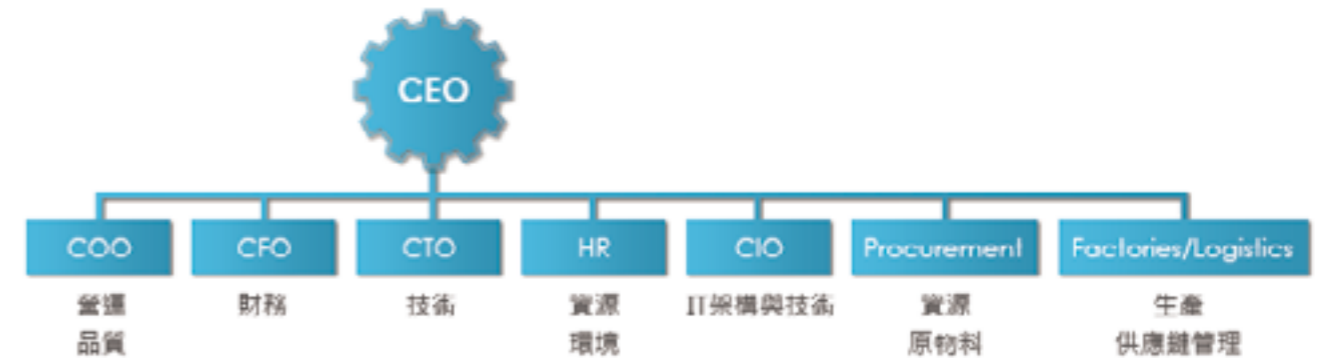 CEO
COO
CFO
CTO
HR
CIO
Procurement
Factories/Logistics
營運
財務
技術
資源
IT架構與技術
資源
生產
品質
環境
原物料
供應鏈管理